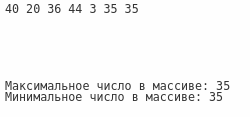 40 20 36 44 3 35 35
Максимальное число в массиве: 35
Минимальное число в массиве: 35